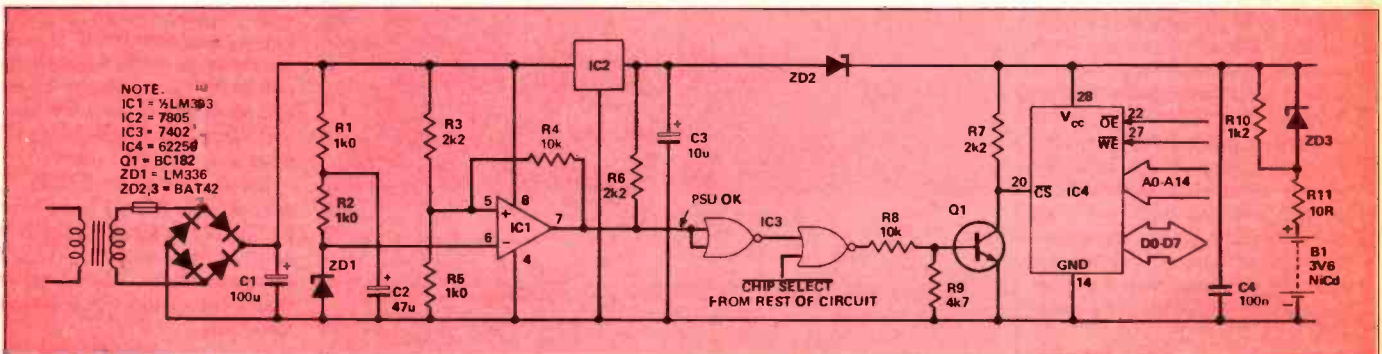 NOTE.
IC1 = ½LM393
IC2 = 7805
IC3 = 7402
IC4 = 62256
Q1 = BC182
ZD1 = LM336
ZD2,3 = BAT42
C1
100u
R1
1k0
R2
1k0
ZD1
C2
47u
R3
2k2
R5
1k0
R4
10k
5
+
6
−
8
IC1
7
4
IC2
R6
2k2
C3
10u
+
PSU OK
IC3
CHIP SELECT
FROM REST OF CIRCUIT
ZD2
R8
10k
R9
4k7
Q1
R7
2k2
20
28
Vcc
CS
IC4
GND
14
OE
22
WE
27
A0-A14
D0-D7
C4
100n
R10
1k2
ZD3
R11
10R
+
B1
3V6
NiCd
−